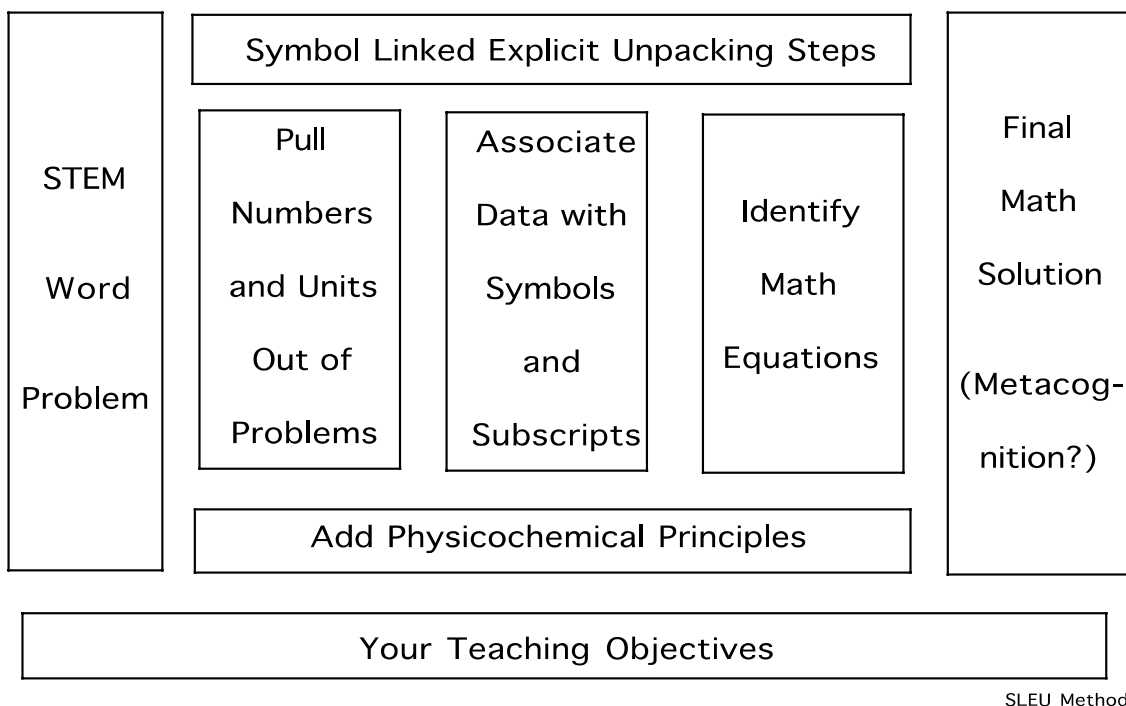 STEM
Word
Problem
Symbol Linked Explicit Unpacking Steps
Pull
Numbers
and Units
Out of
Problems
Associate
Data with
Symbols
and
Subscripts
Identify
Math
Equations
Add Physicochemical Principles
Final
Math
Solution
(Metacog-
nition?)
Your Teaching Objectives
SLEU Method